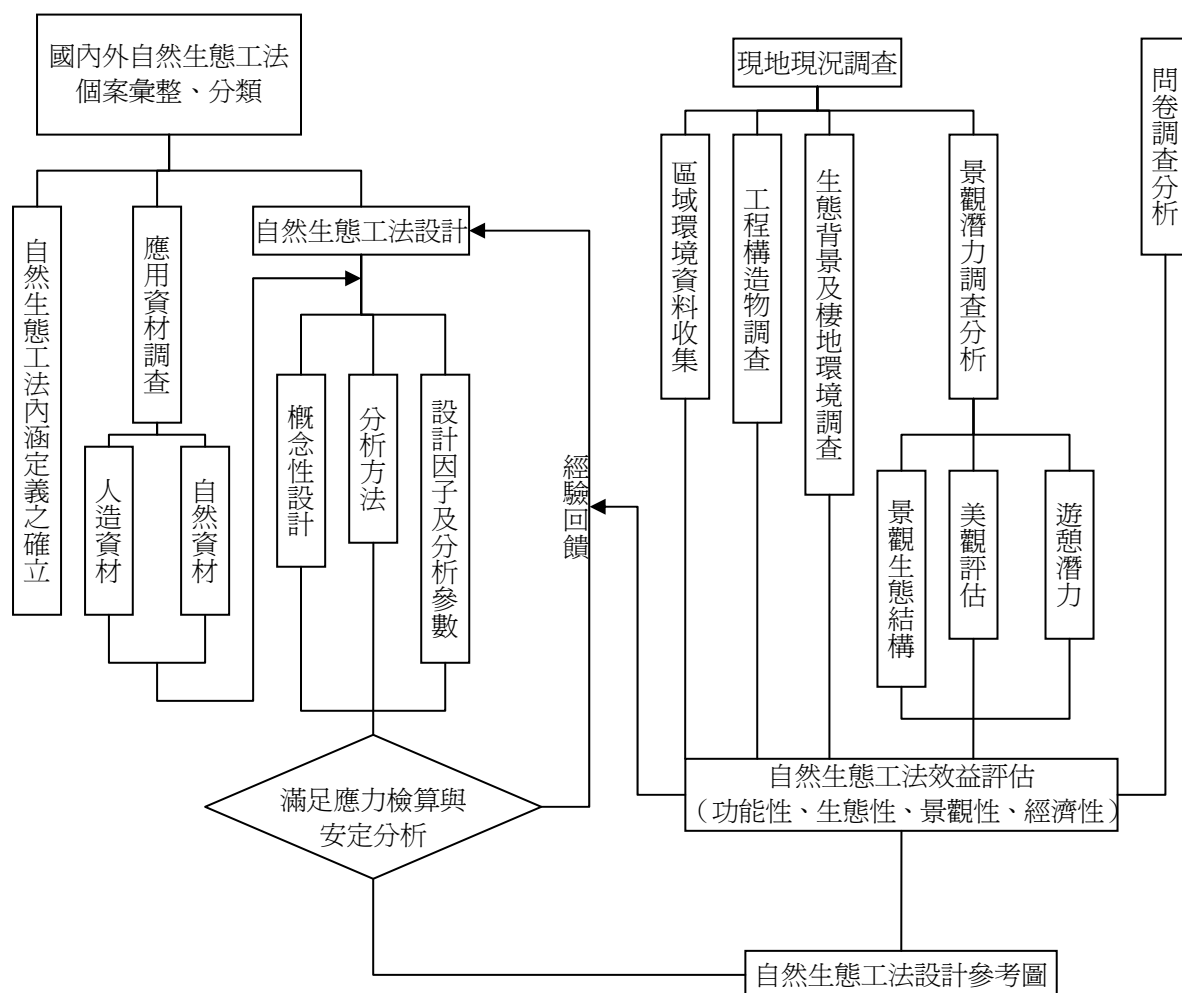 國內外自然生態工法
個案彙整、分類
自然生態工法內涵定義之確立
應用資材調查
人造資材
自然資材
自然生態工法設計
概念性設計
分析方法
設計因子及分析參數
滿足應力檢算與
安定分析
經驗回饋
現地現況調查
區域環境資料收集
工程構造物調查
生態背景及棲地環境調查
景觀潛力調查分析
景觀生態結構
美觀評估
遊憩潛力
問卷調查分析
自然生態工法效益評估
（功能性、生態性、景觀性、經濟性）
自然生態工法設計參考圖